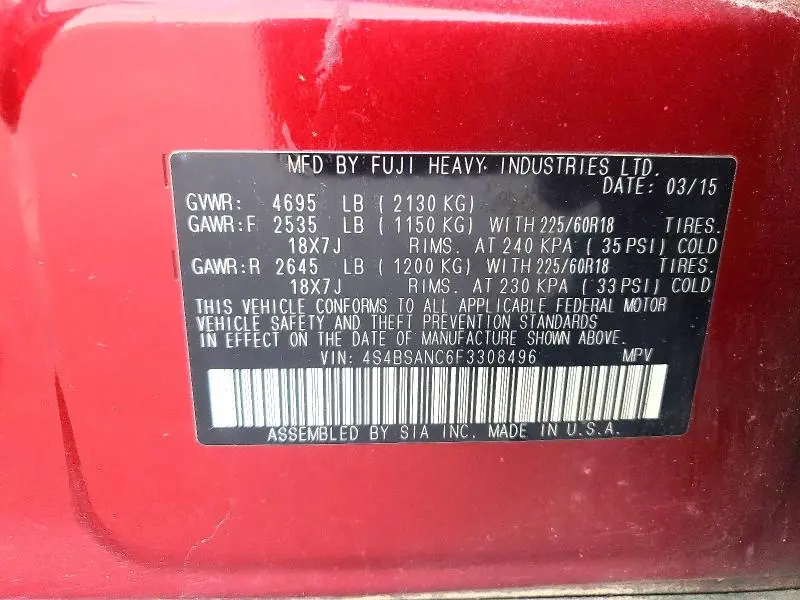 MFD BY FUJI HEAVY INDUSTRIES LTD.
DATE: 03/15
GVWR: 4695 LB ( 2130 KG)
GAWR:F 2535 LB ( 1150 KG) WITH 225/60R18 TIRES.
18X7J RIMS. AT 240 KPA ( 35 PSI) COLD
GAWR:R 2645 LB ( 1200 KG) WITH 225/60R18 TIRES.
18X7J RIMS. AT 230 KPA ( 33 PSI) COLD
THIS VEHICLE CONFORMS TO ALL APPLICABLE FEDERAL MOTOR
VEHICLE SAFETY AND THEFT PREVENTION STANDARDS
IN EFFECT ON THE DATE OF MANUFACTURE SHOWN ABOVE.
VIN: 4S4BSANC6F3308496 MPV
ASSEMBLED BY SIA INC. MADE IN U.S.A.